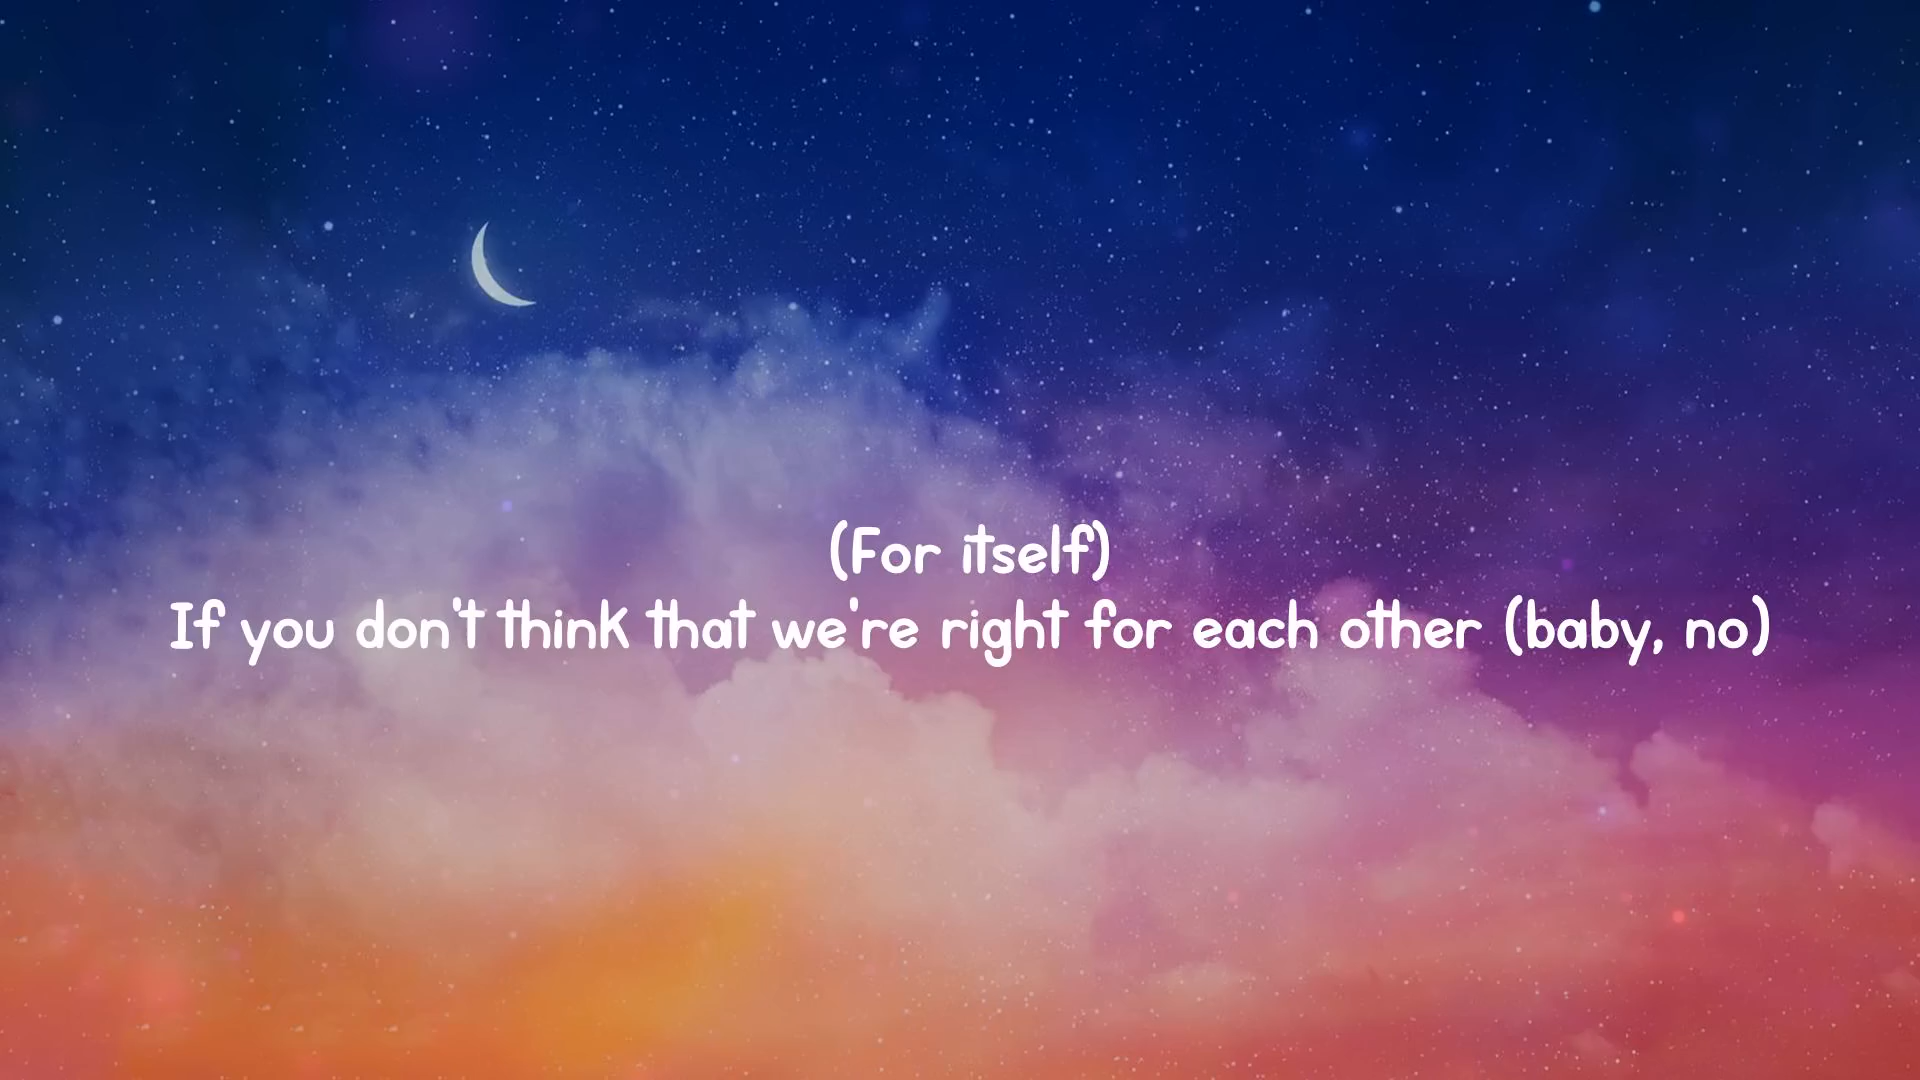 (For itself)
If you don't think that we're right for each other (baby, no)